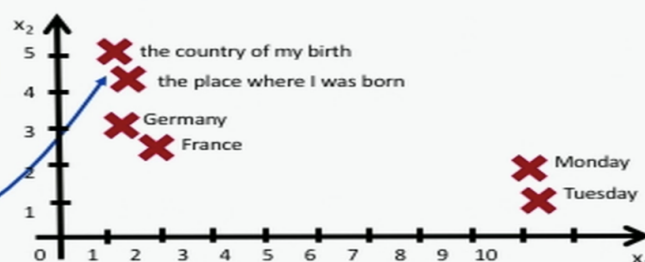 x2
5
the country of my birth
the place where I was born
4
3
Germany
France
2
Monday
1
Tuesday
0 1 2 3 4 5 6 7 8 9 10
x